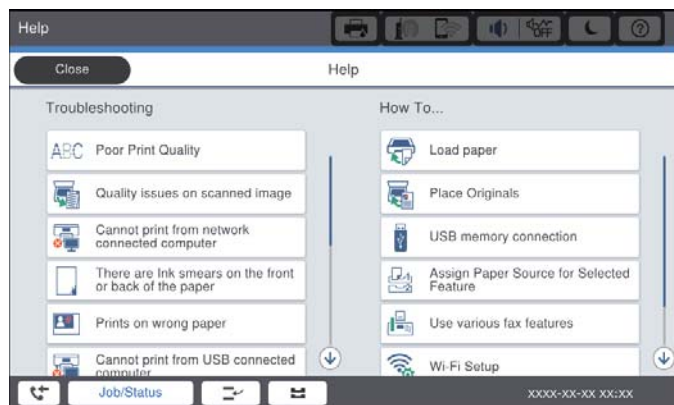 Help
OFF
Close
Help
Troubleshooting
ABC Poor Print Quality
Quality issues on scanned image
Cannot print from network
connected computer
There are Ink smears on the front
or back of the paper
Prints on wrong paper
Cannot print from USB connected
computer
How To...
Load paper
Place Originals
USB memory connection
Assign Paper Source for Selected
Feature
Use various fax features
Wi-Fi Setup
Job/Status
XXXX-XX-XX XX:XX